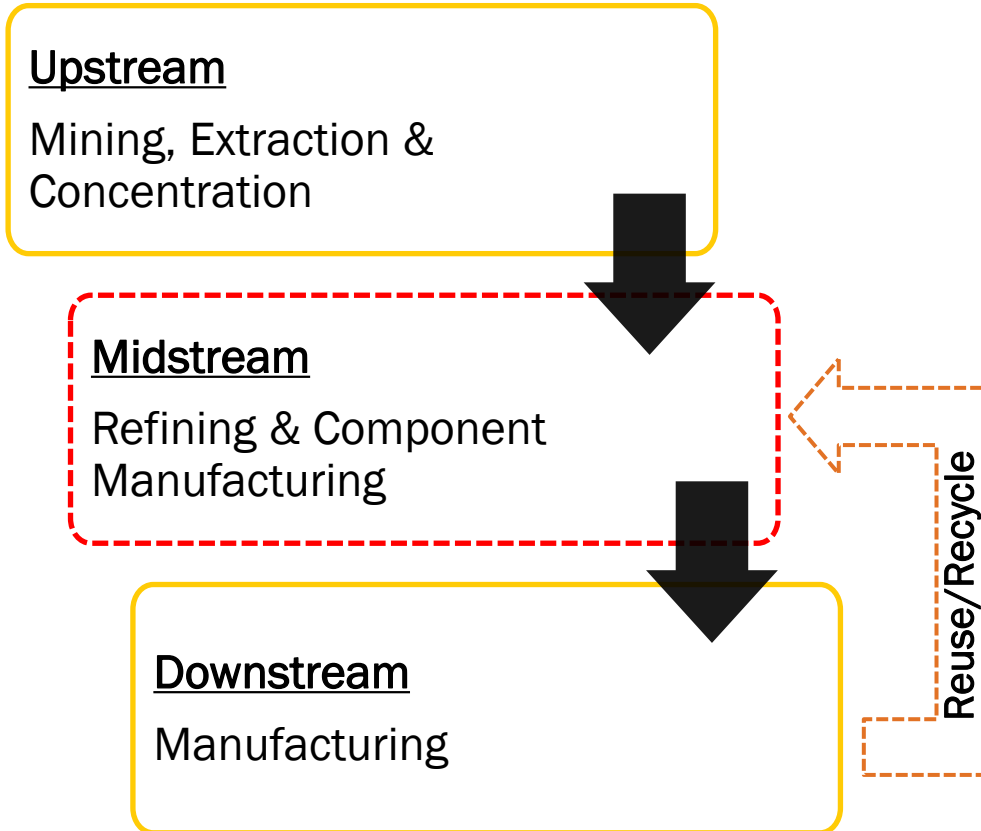 Upstream
Mining, Extraction &
Concentration
Midstream
Refining & Component
Manufacturing
Downstream
Manufacturing
Reuse/Recycle